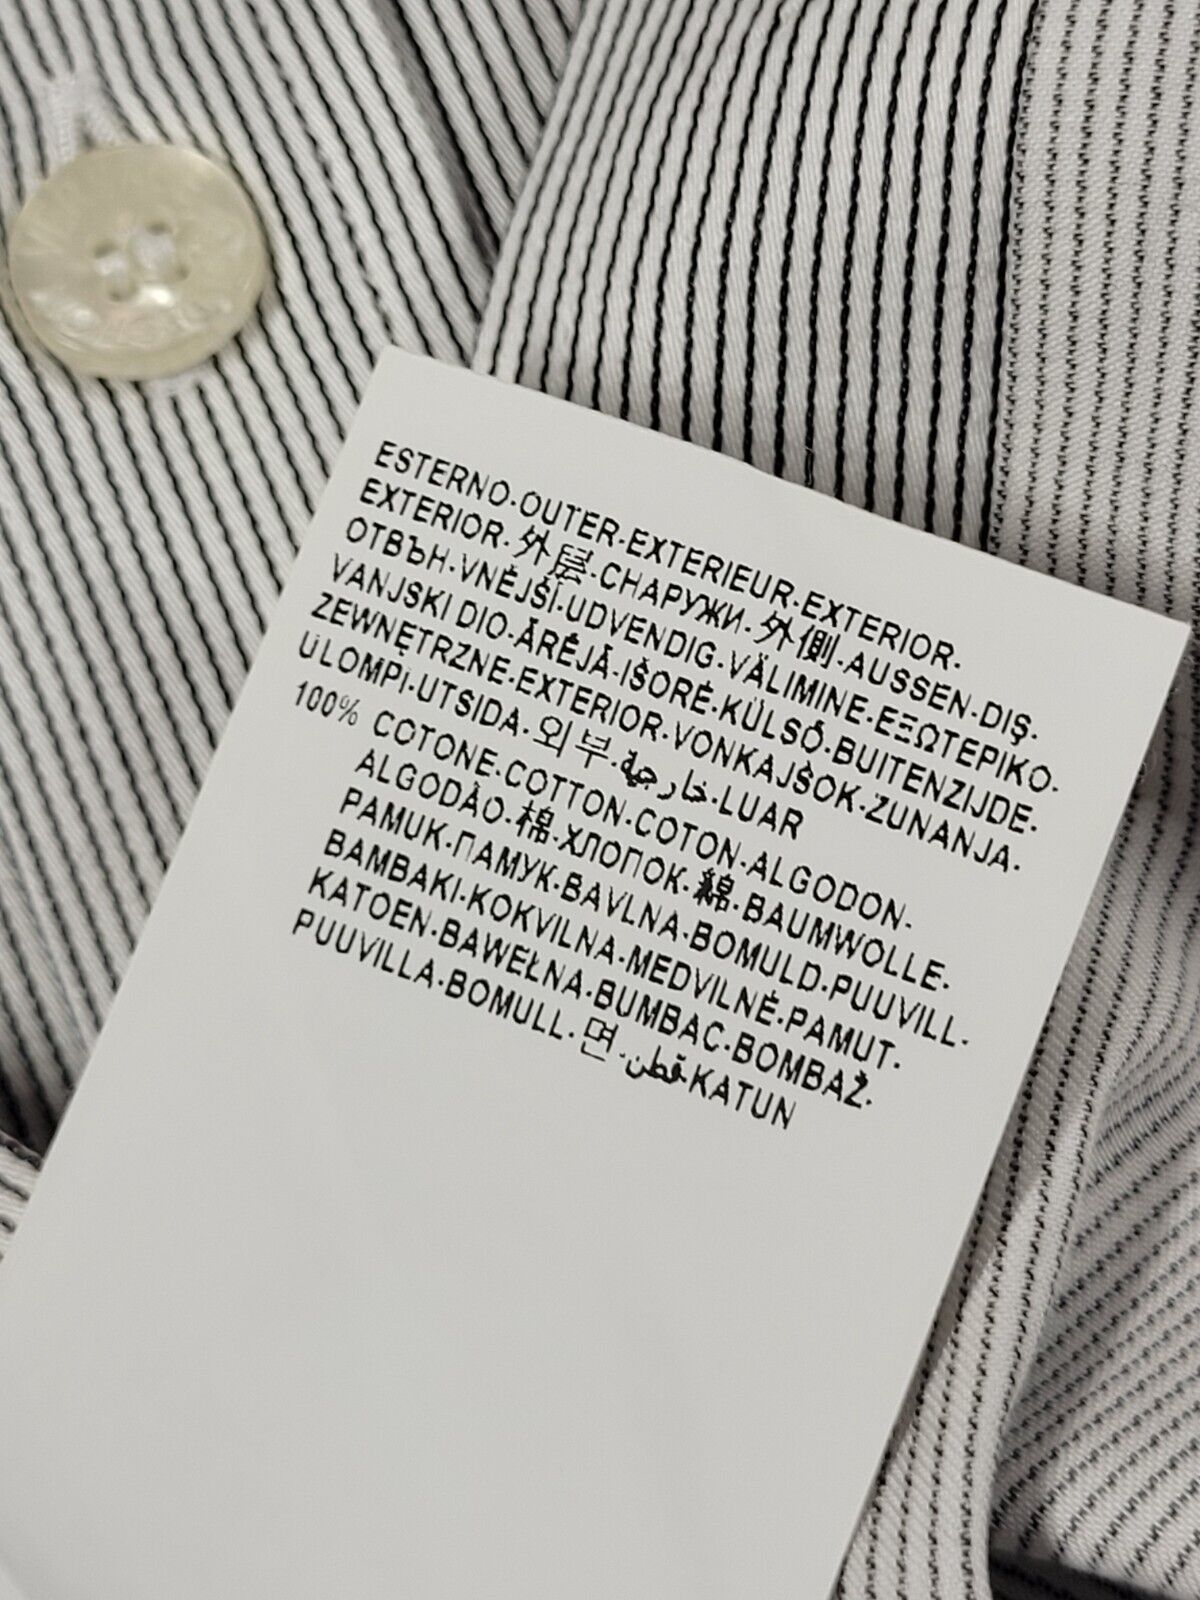 ESTERNO·OUTER·EXTERIEUR·EXTERIOR·
EXTERIOR·外层·СНАРУЖИ·外側·AUSSEN·DIŞ·
ОТВЪН·VNĖJŠÍ·UDVENDIG·VÄLIMINE·ΕΞΩΤΕΡΙΚΟ·
VANJSKI DIO·ĀRĒJĀ·IŠORĖ·KÜLSŐ·BUITENZIJDE·
ZEWNĘTRZNE·EXTERIOR·VONKAJŠOK·ZUNANJA·
ULOMPI·UTSIDA·외부·خارجية·LUAR
100% COTONE·COTTON·COTON·ALGODON·
ALGODÃO·棉·ХЛОПОК·綿·BAUMWOLLE·
PAMUK·ПАМУК·BAVLNA·BOMULD·PUUVILL·
BAMBAKI·KOKVILNA·MEDVILNĖ·PAMUT·
KATOEN·BAWEŁNA·BUMBAC·BOMBAŽ·
PUUVILLA·BOMULL·면·قطن·KATUN